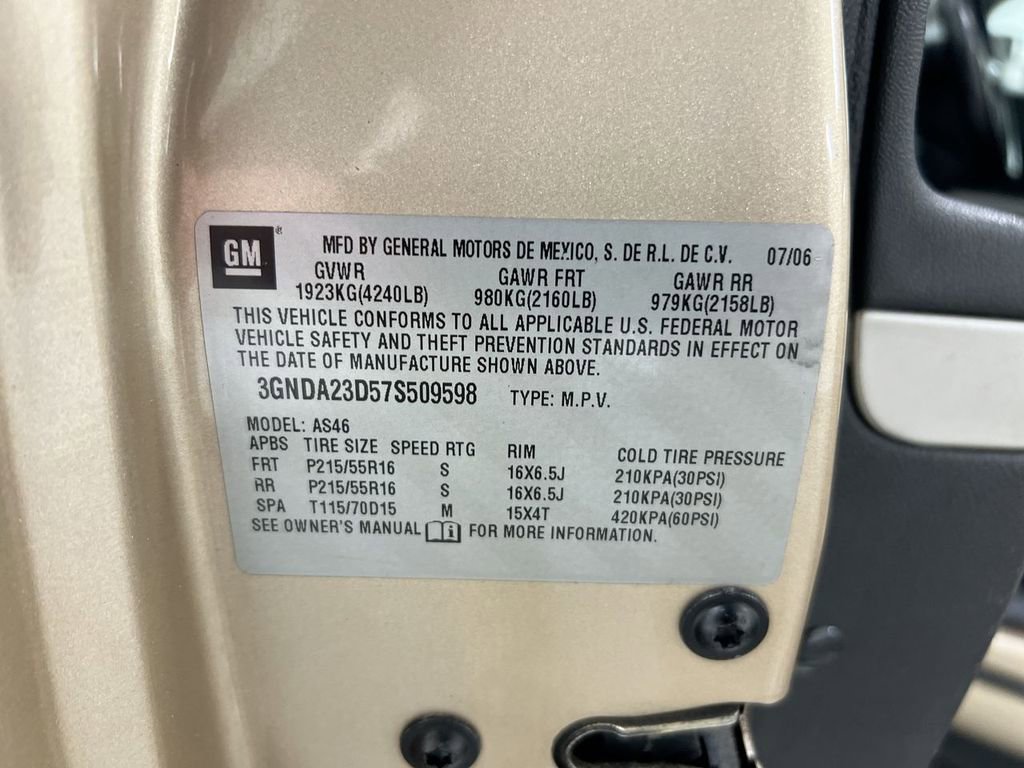 GM ® MFD BY GENERAL MOTORS DE MEXICO, S. DE R.L. DE C.V. 07/06
GVWR GAWR FRT GAWR RR
1923KG(4240LB) 980KG(2160LB) 979KG(2158LB)
THIS VEHICLE CONFORMS TO ALL APPLICABLE U.S. FEDERAL MOTOR
VEHICLE SAFETY AND THEFT PREVENTION STANDARDS IN EFFECT ON
THE DATE OF MANUFACTURE SHOWN ABOVE.
3GNDA23D57S509598 TYPE: M.P.V.
MODEL: AS46
APBS TIRE SIZE SPEED RTG RIM COLD TIRE PRESSURE
FRT P215/55R16 S 16X6.5J 210KPA(30PSI)
RR P215/55R16 S 16X6.5J 210KPA(30PSI)
SPA T115/70D15 M 15X4T 420KPA(60PSI)
SEE OWNER'S MANUAL i FOR MORE INFORMATION.